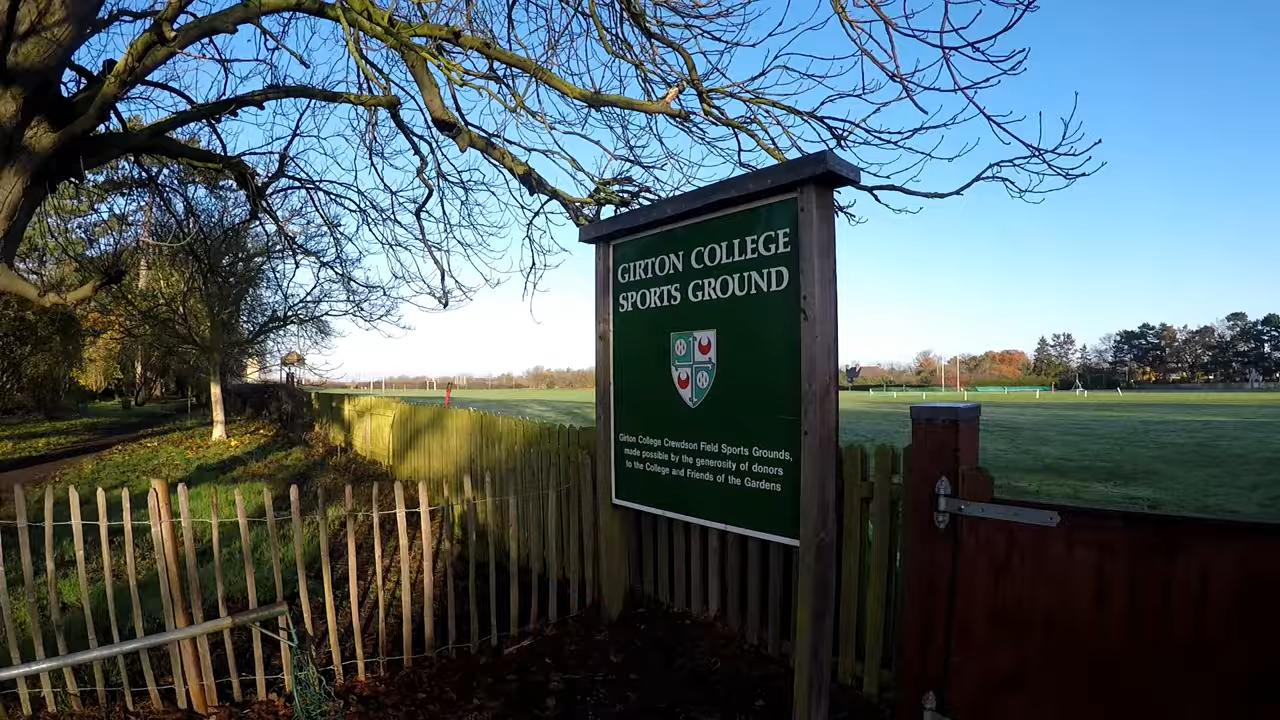 GIRTON COLLEGE
SPORTS GROUND
Girton College Crewdson Field Sports Grounds,
made possible by the generosity of donors
to the College and Friends of the Gardens